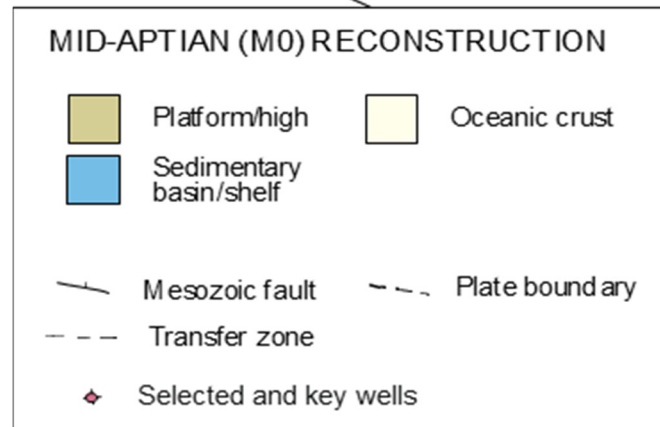 MID-APTIAN (M0) RECONSTRUCTION
Platform/high
Oceanic crust
Sedimentary
basin/shelf
Mesozoic fault
Plate boundary
Transfer zone
Selected and key wells